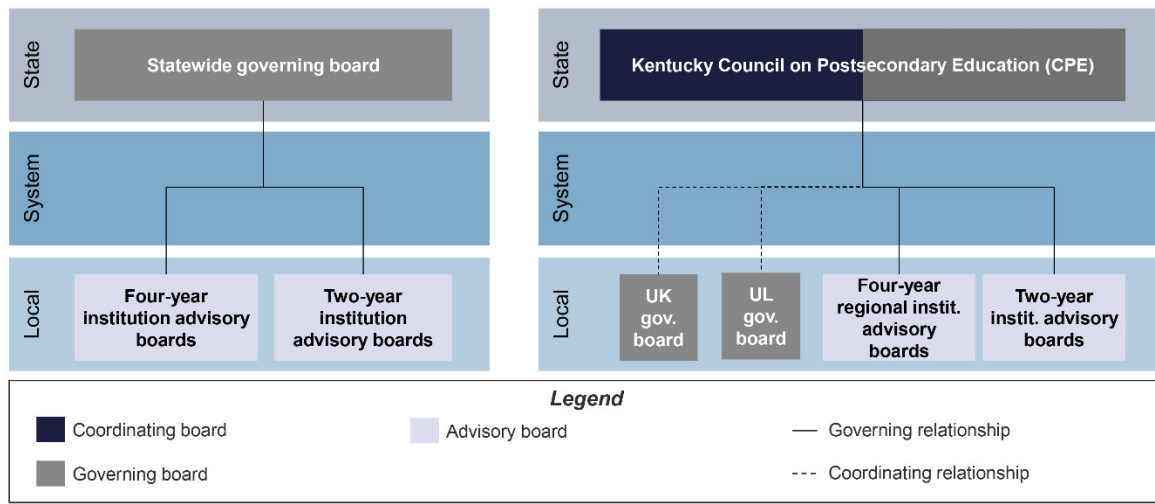 State
Statewide governing board
System
Local
Four-year
institution advisory
boards
Two-year
institution
advisory boards
State
Kentucky Council on Postsecondary Education (CPE)
System
Local
UK
gov.
board
UL
gov.
board
Four-year
regional instit.
advisory
boards
Two-year
instit. advisory
boards
Legend
Coordinating board
Advisory board
Governing relationship
Governing board
Coordinating relationship